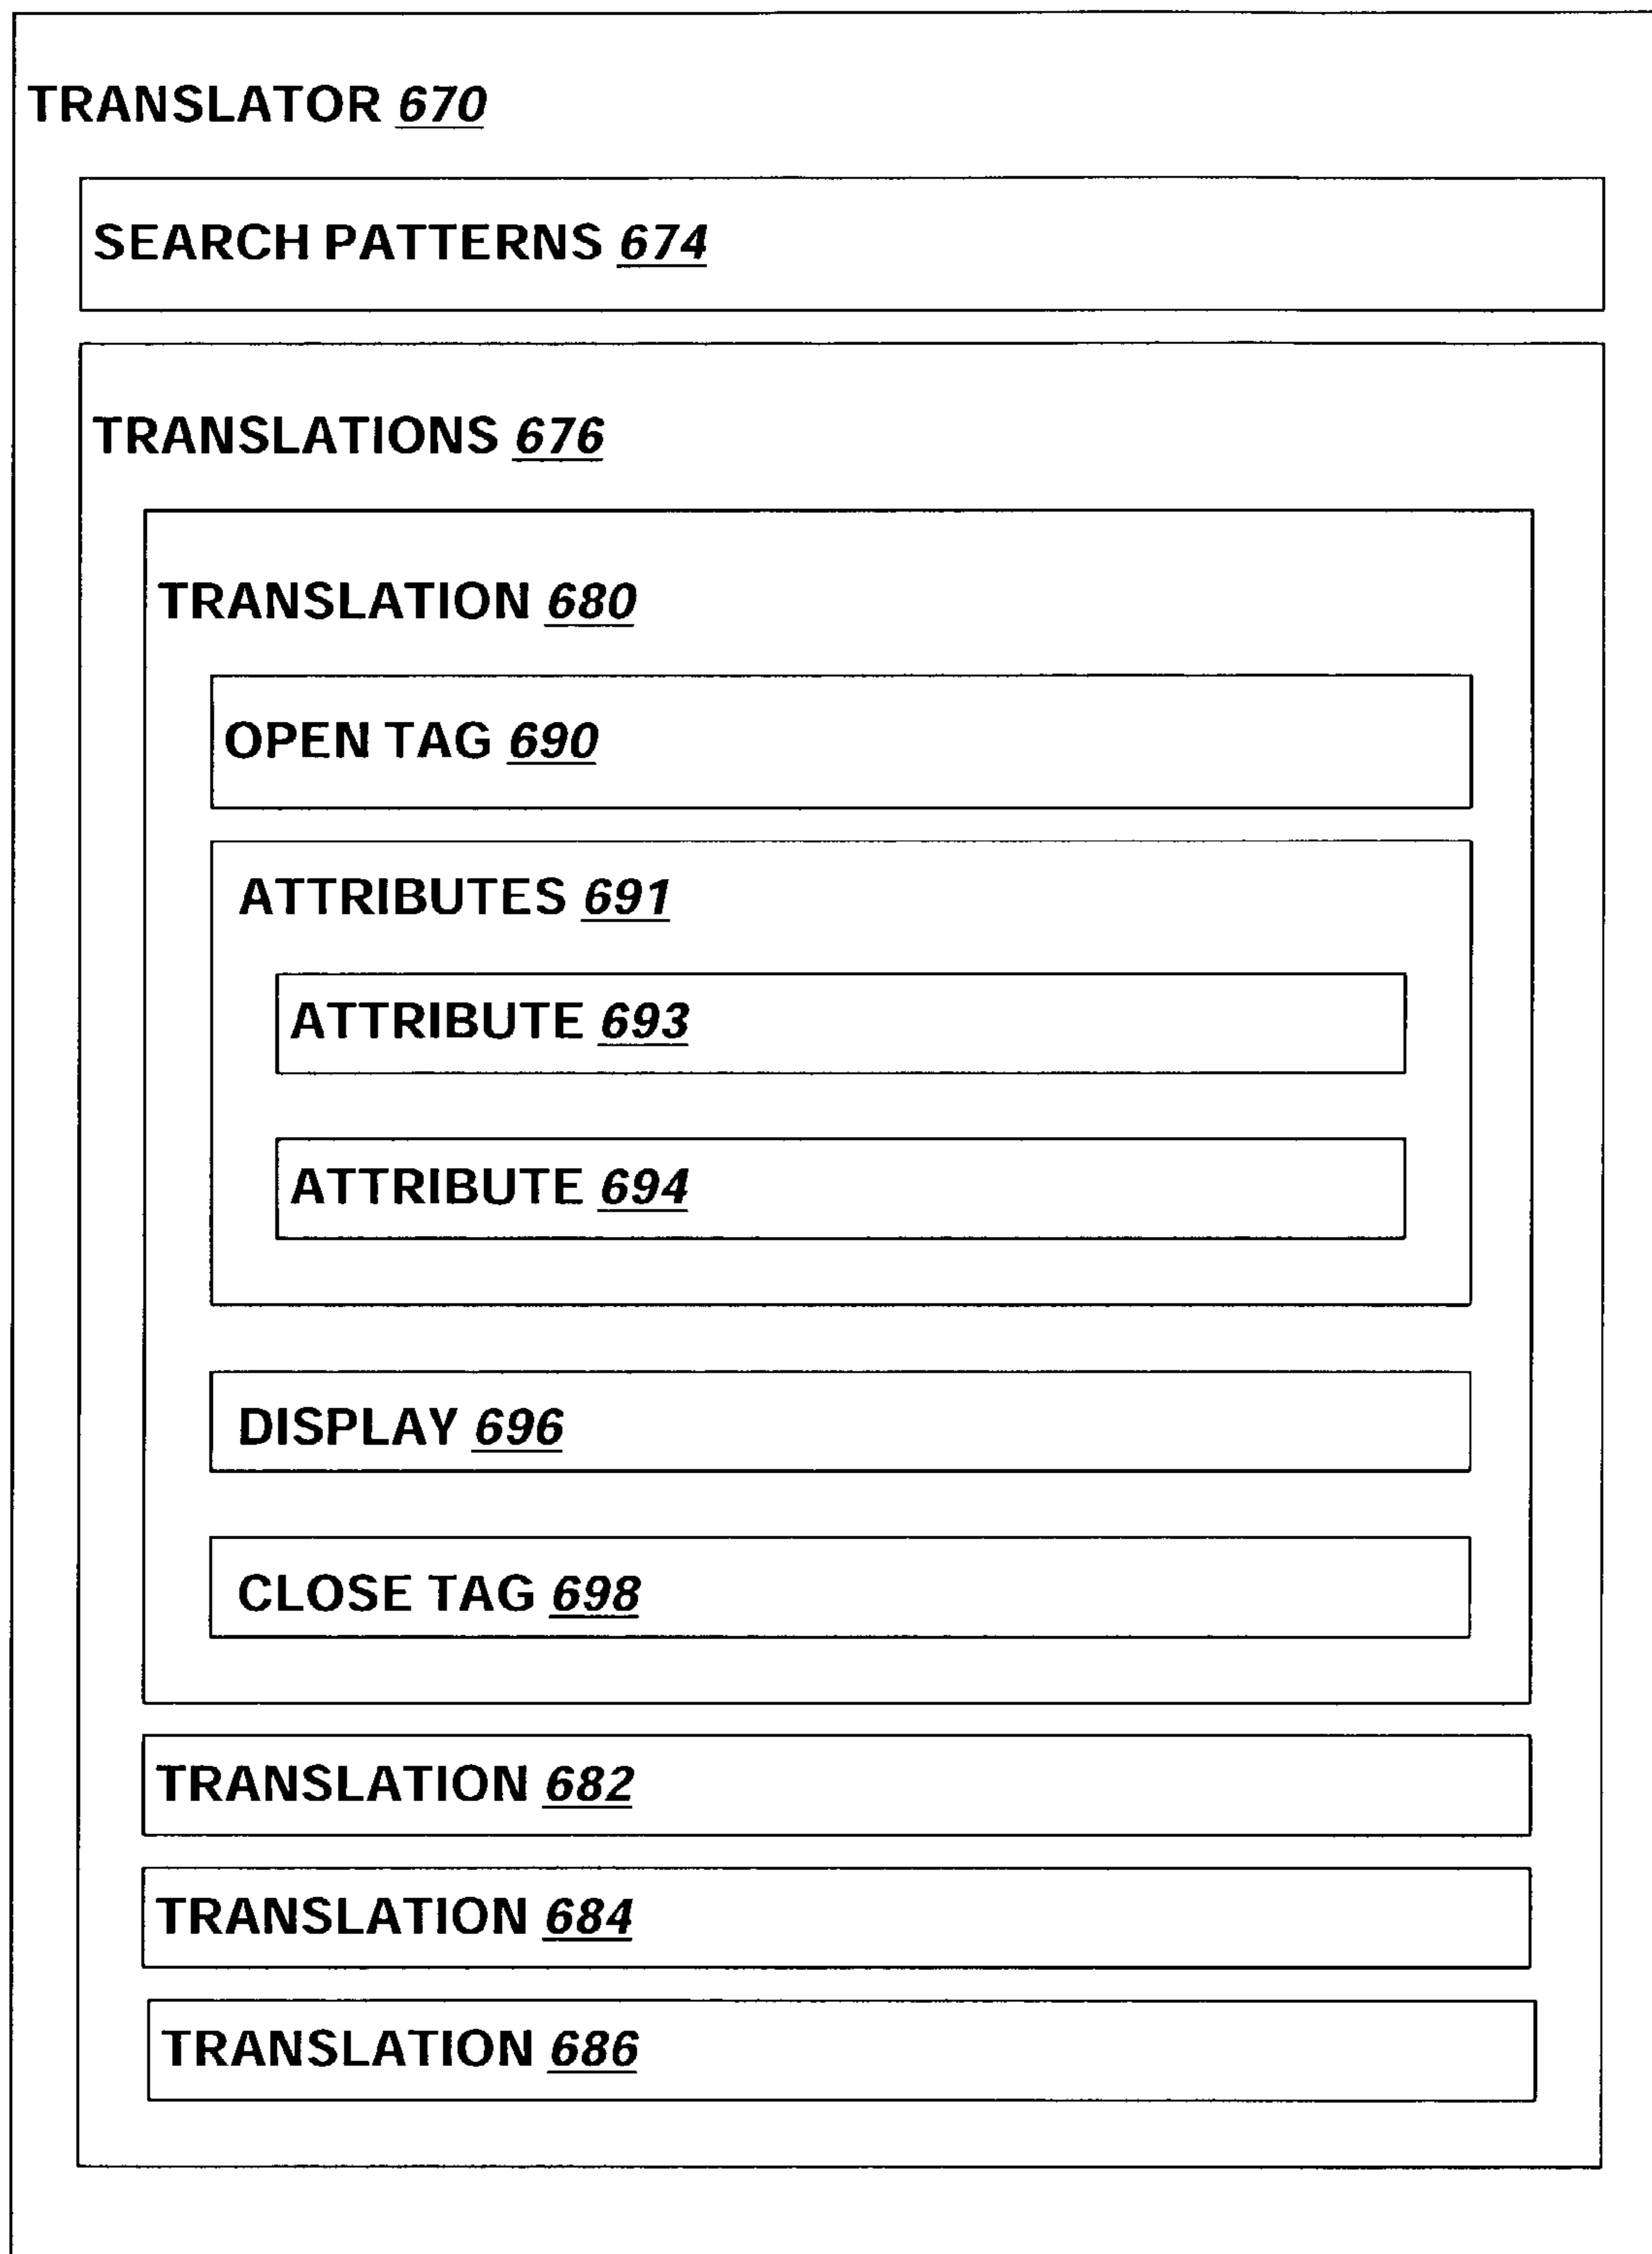 TRANSLATOR 670
SEARCH PATTERNS 674
TRANSLATIONS 676
TRANSLATION 680
OPEN TAG 690
ATTRIBUTES 691
ATTRIBUTE 693
ATTRIBUTE 694
DISPLAY 696
CLOSE TAG 698
TRANSLATION 682
TRANSLATION 684
TRANSLATION 686